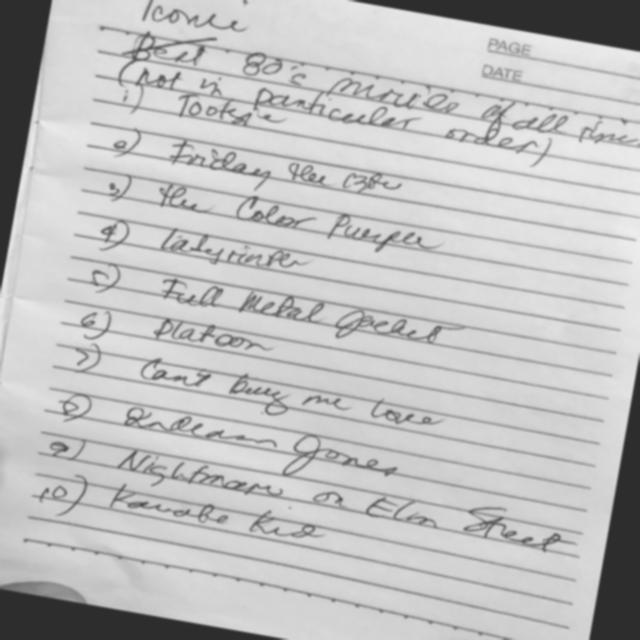 Iconic
PAGE
DATE
Best 80's movies of all time
(not in particular order)
1) Tootsie
2) Friday the 13th
3) the Color Purple
4) Labyrinth
5) Full Metal Jacket
6) Platoon
7) Can't buy me love
8) Indiana Jones
9) Nightmare on Elm Street
10) Karate Kid